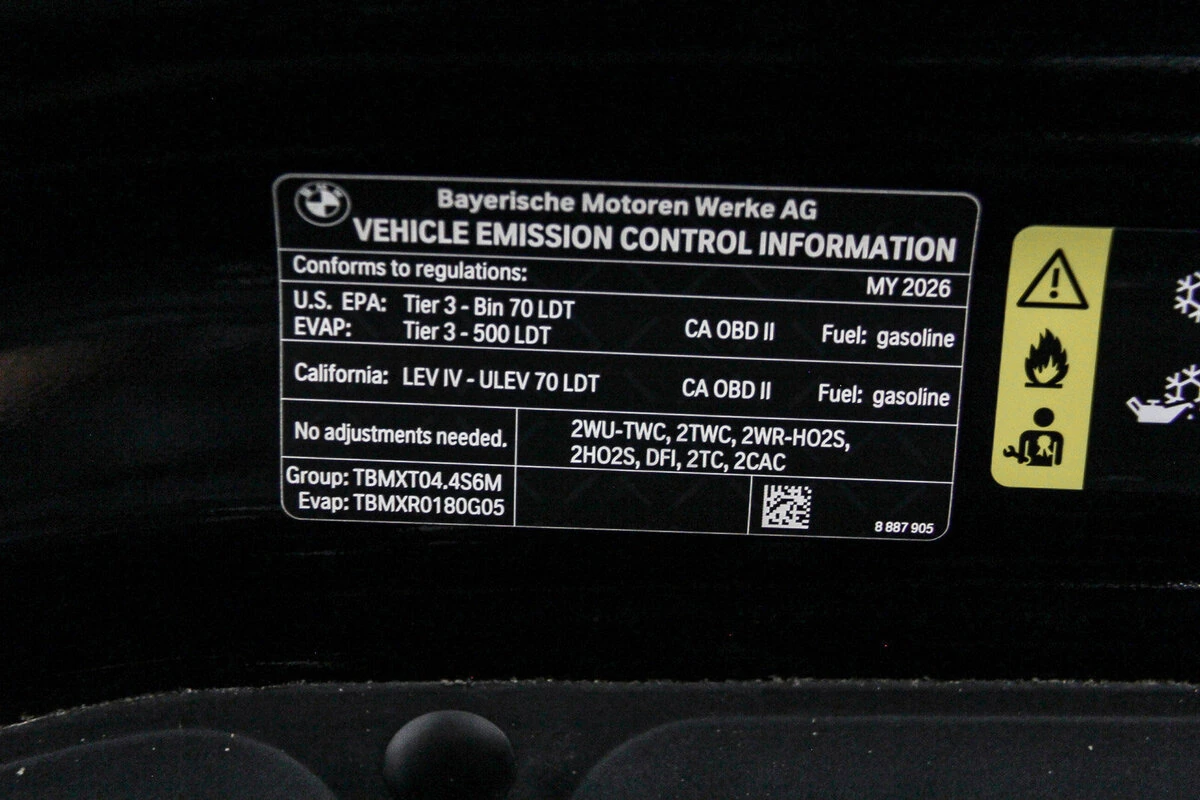 BMW
Bayerische Motoren Werke AG
VEHICLE EMISSION CONTROL INFORMATION
Conforms to regulations: MY 2026
U.S. EPA: Tier 3 - Bin 70 LDT
EVAP: Tier 3 - 500 LDT CA OBD II Fuel: gasoline
California: LEV IV - ULEV 70 LDT CA OBD II Fuel: gasoline
No adjustments needed.
2WU-TWC, 2TWC, 2WR-HO2S,
2HO2S, DFI, 2TC, 2CAC
Group: TBMXT04.4S6M
Evap: TBMXR0180G05
8 887 905